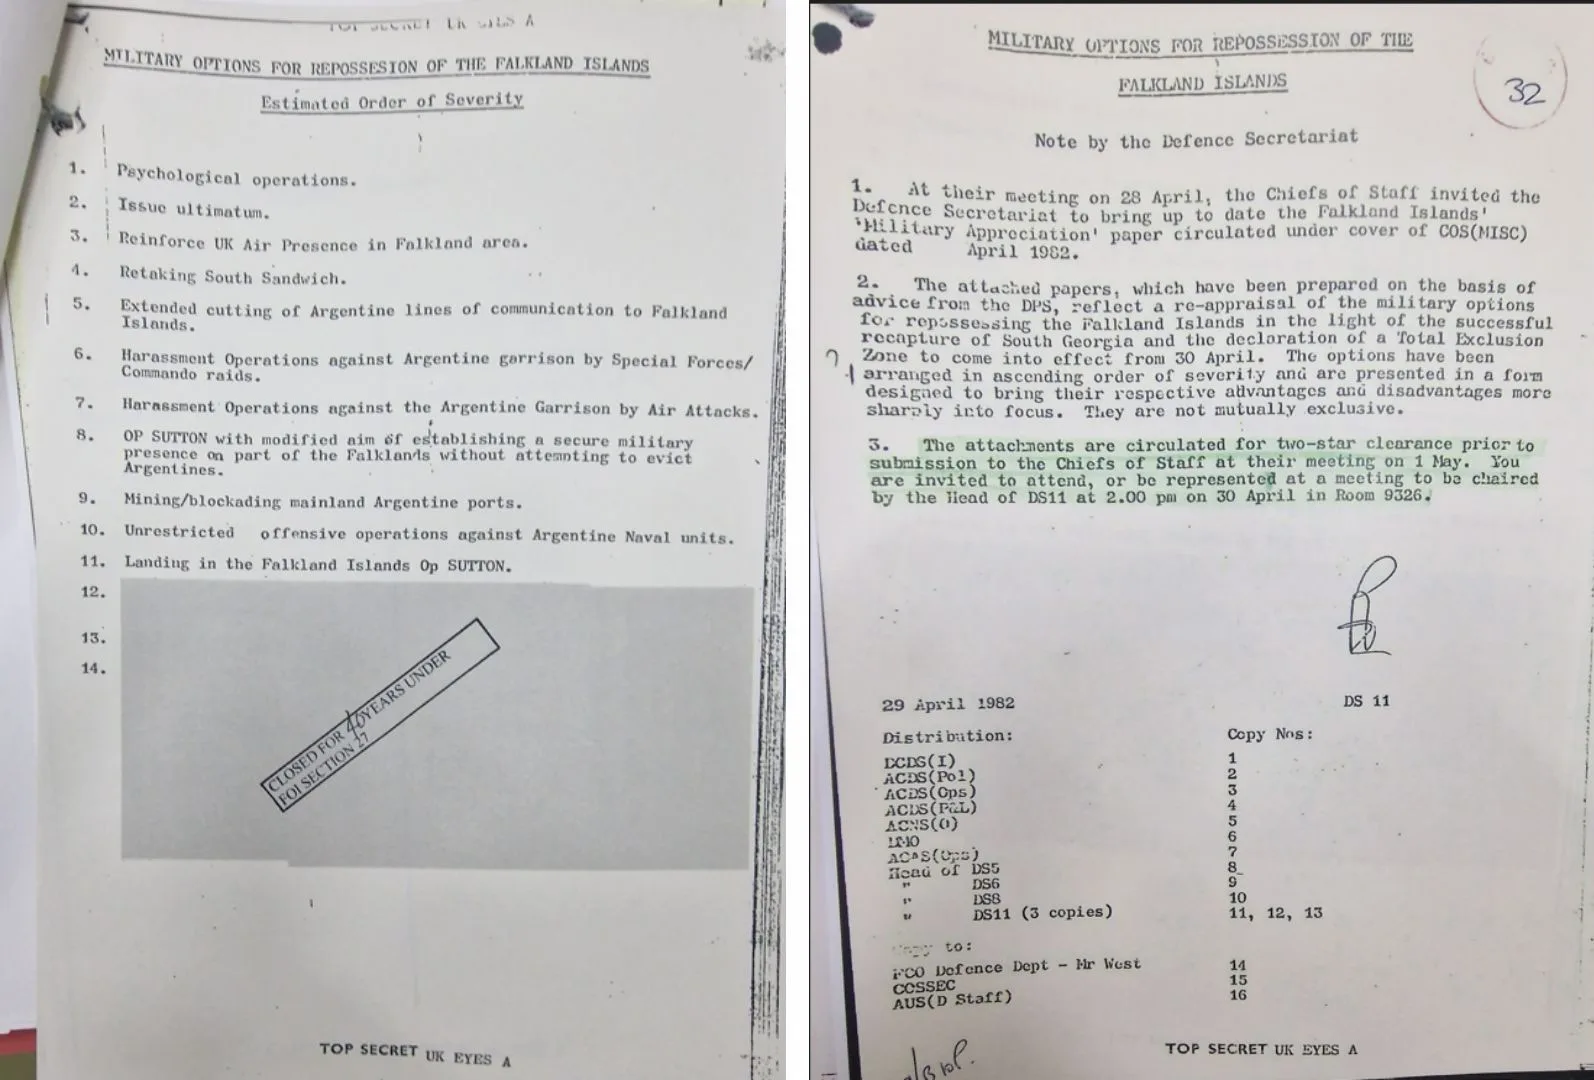 TOP SECRET UK EYES A
MILITARY OPTIONS FOR REPOSSESION OF THE FALKLAND ISLANDS
Estimated Order of Severity
1. Psychological operations.
2. Issue ultimatum.
3. Reinforce UK Air Presence in Falkland area.
4. Retaking South Sandwich.
5. Extended cutting of Argentine lines of communication to Falkland
Islands.
6. Harassment Operations against Argentine garrison by Special Forces/
Commando raids.
7. Harassment Operations against the Argentine Garrison by Air Attacks.
8. OP SUTTON with modified aim of establishing a secure military
presence on part of the Falklands without attempting to evict
Argentines.
9. Mining/blockading mainland Argentine ports.
10. Unrestricted offensive operations against Argentine Naval units.
11. Landing in the Falkland Islands Op SUTTON.
12.
13.
14.
CLOSED FOR 40 YEARS UNDER
FOI SECTION 27
TOP SECRET UK EYES A
MILITARY OPTIONS FOR REPOSSESSION OF THE
FALKLAND ISLANDS
32
Note by the Defence Secretariat
1. At their meeting on 28 April, the Chiefs of Staff invited the
Defence Secretariat to bring up to date the Falkland Islands'
'Military Appreciation' paper circulated under cover of COS(MISC)
dated April 1982.
2. The attached papers, which have been prepared on the basis of
advice from the DPS, reflect a re-appraisal of the military options
for repossessing the Falkland Islands in the light of the successful
recapture of South Georgia and the declaration of a Total Exclusion
Zone to come into effect from 30 April. The options have been
arranged in ascending order of severity and are presented in a form
designed to bring their respective advantages and disadvantages more
sharply into focus. They are not mutually exclusive.
3. The attachments are circulated for two-star clearance prior to
submission to the Chiefs of Staff at their meeting on 1 May. You
are invited to attend, or be represented at a meeting to be chaired
by the Head of DS11 at 2.00 pm on 30 April in Room 9326.
29 April 1982 DS 11
Distribution: Copy Nos:
DCDS(I) 1
ACDS(Pol) 2
ACDS(Ops) 3
ACDS(P&L) 4
ACNS(O) 5
6
ACAS(Ops) 7
Head of DS5 8
" DS6 9
" DS8 10
" DS11 (3 copies) 11, 12, 13
Copy to:
FCO Defence Dept - Mr West 14
COSSEC 15
AUS(D Staff) 16
TOP SECRET UK EYES A